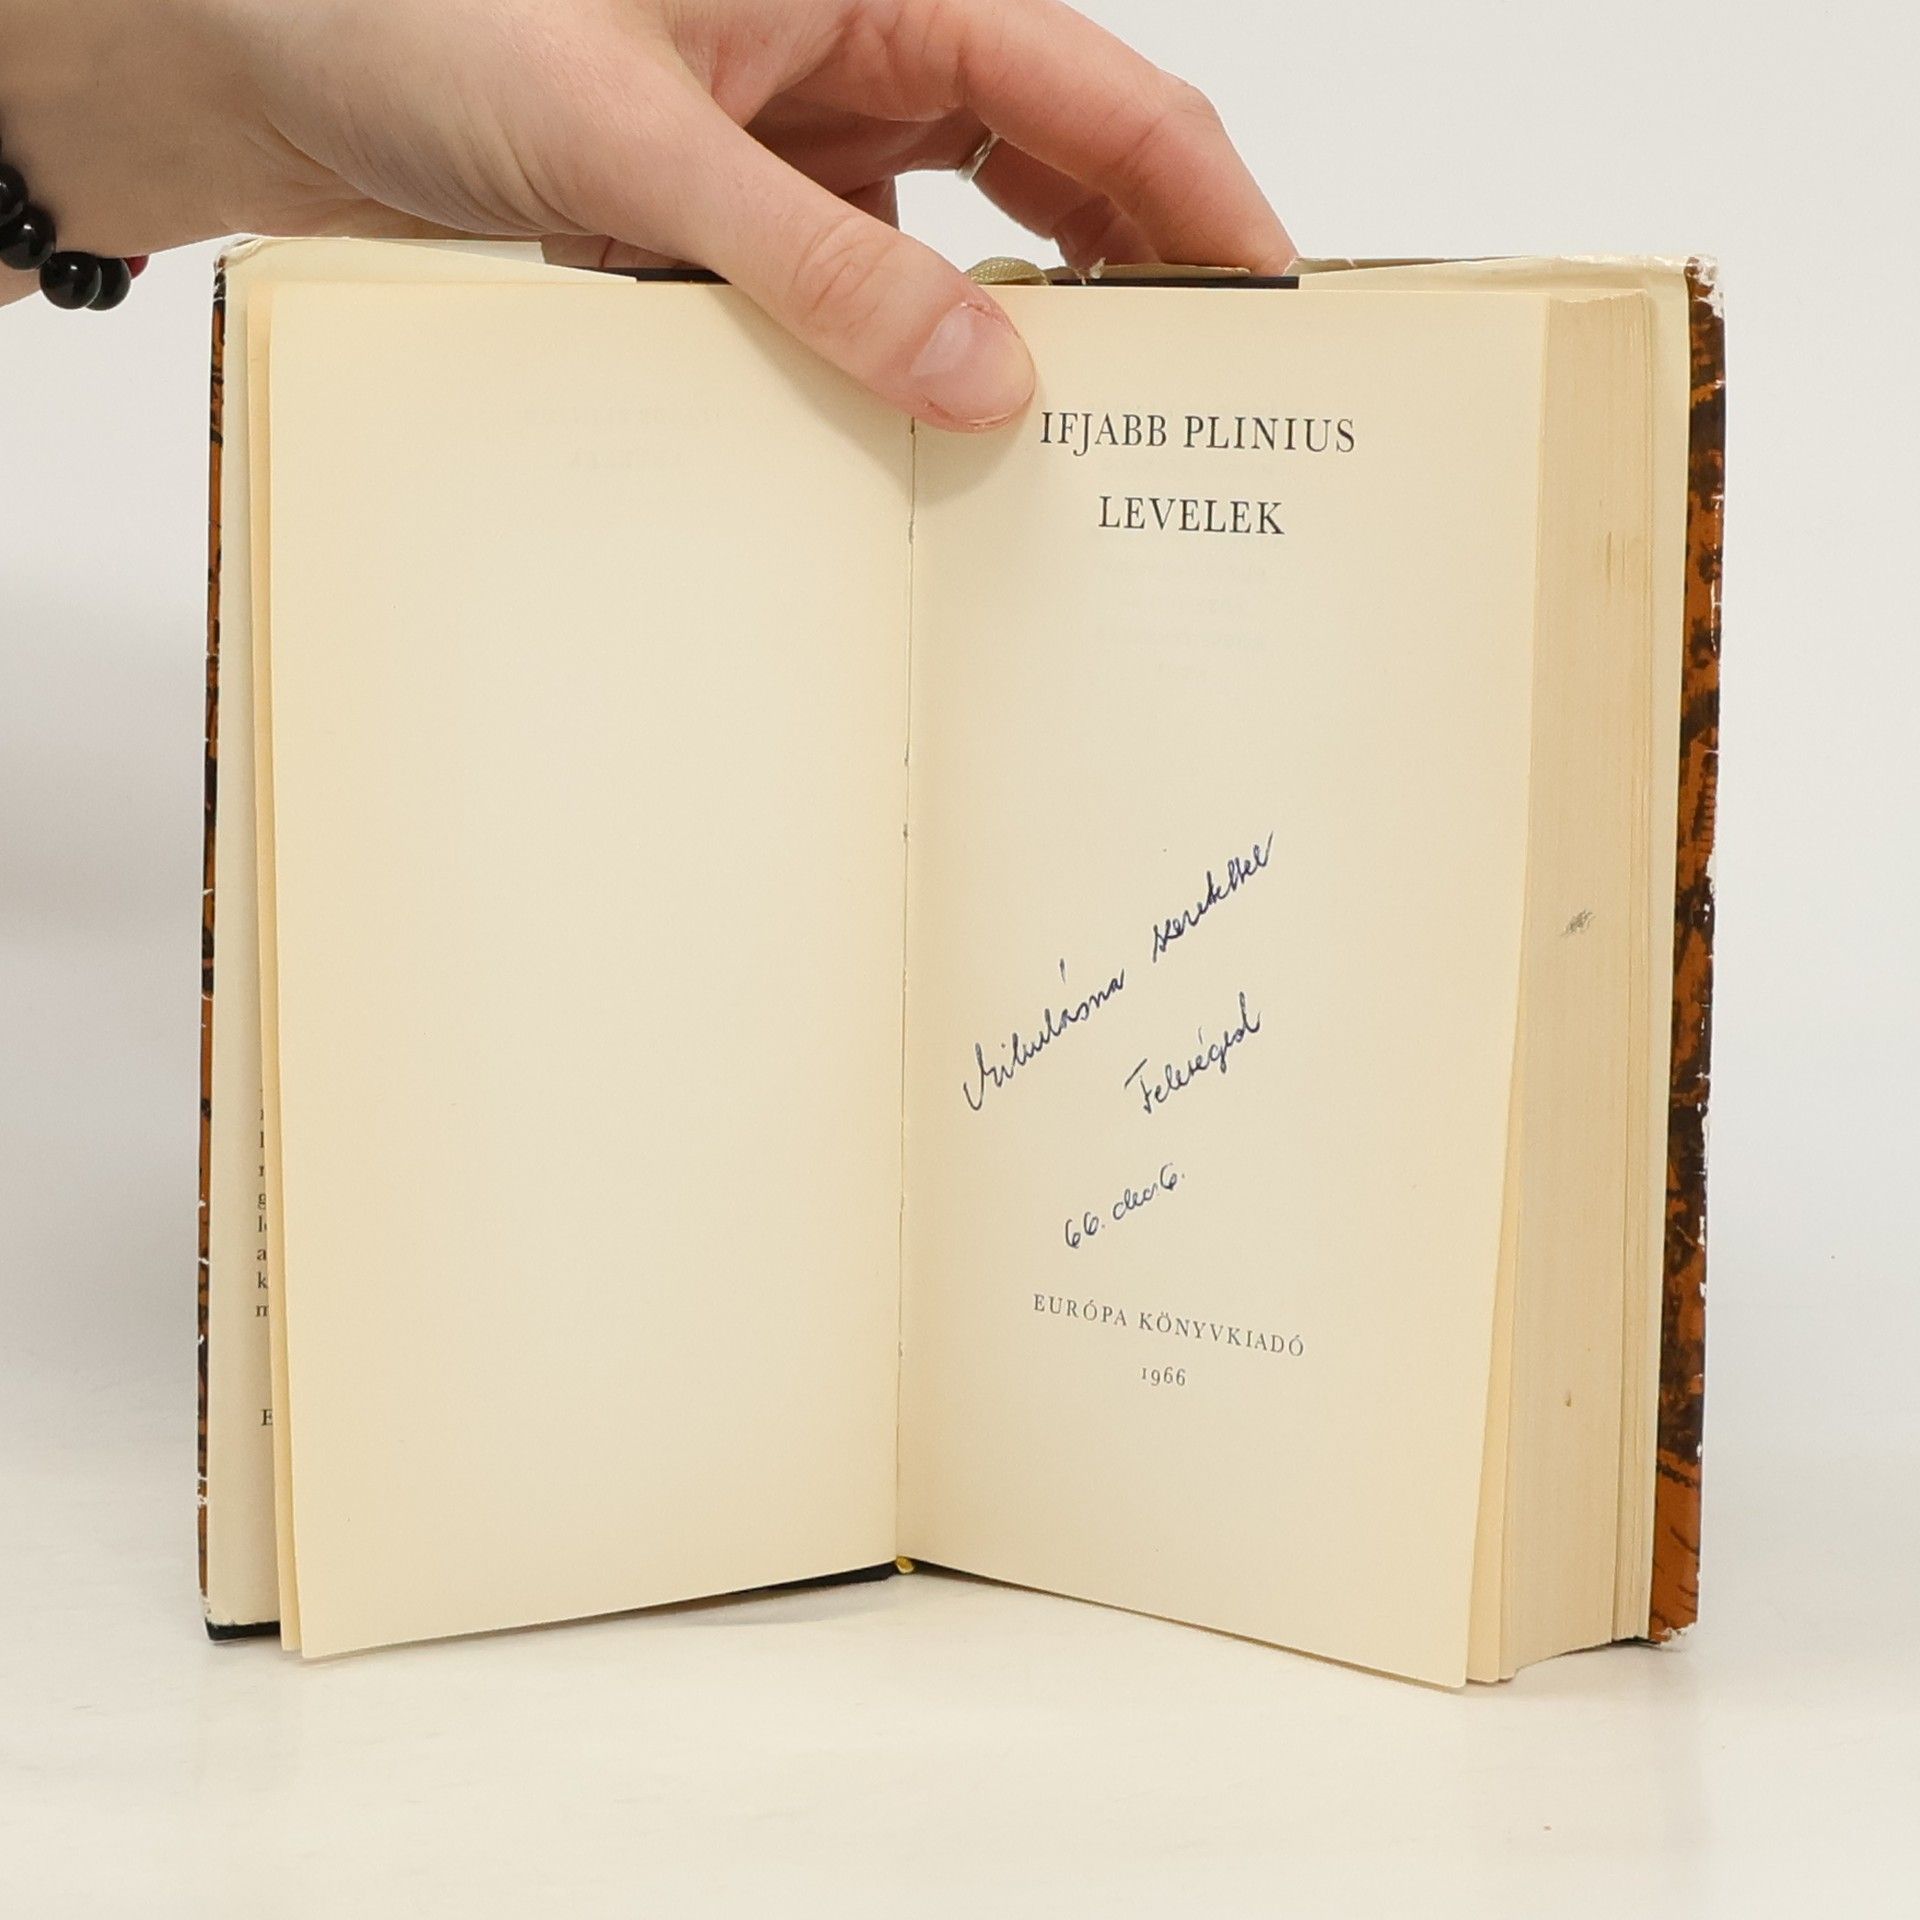 IFJABB PLINIUS
LEVELEK
Mikulásra szeretettel
Feleséged
66. dec. 6.
EURÓPA KÖNYVKIADÓ
1966